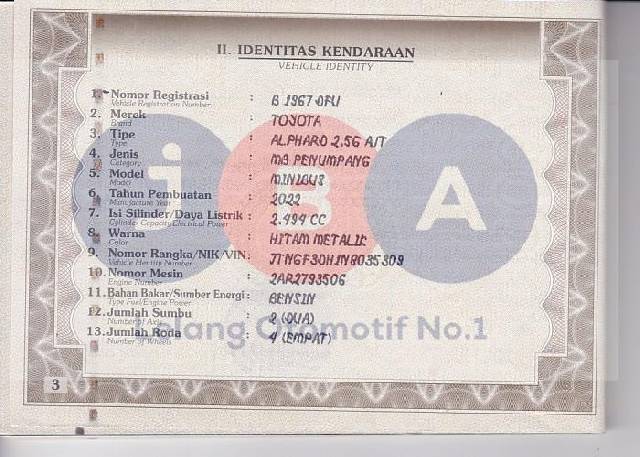 II. IDENTITAS KENDARAAN
VEHICLE IDENTITY
1. Nomor Registrasi : B 1967 DFU
Vehicle Registration Number
2. Merek : TOYOTA
Brand
3. Tipe : ALPHARD 2,5G A/T
Type
4. Jenis : MB PENUMPANG
Category
5. Model : MINIBUS
Model
6. Tahun Pembuatan : 2022
Manufacture Year
7. Isi Silinder/Daya Listrik : 2.494 CC
Cylinder Capacity/Electrical Power
8. Warna : HITAM METALIC
Color
9. Nomor Rangka/NIK/VIN :
Vehicle Identity Number
10. Nomor Mesin : 2AR2793506
Engine Number
11. Bahan Bakar/Sumber Energi : BENSIN
Type Fuel/Engine Power
12. Jumlah Sumbu : 2 (DUA)
Number of Axle
13. Jumlah Roda : 4 (EMPAT)
Number of Wheels
3
iBA
Lelang Otomotif No.1